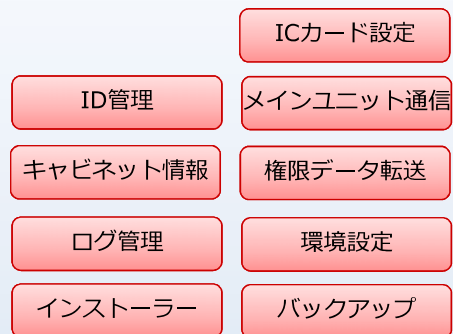 ICカード設定
ID管理
メインユニット通信
キャビネット情報
権限データ転送
ログ管理
環境設定
インストーラー
バックアップ